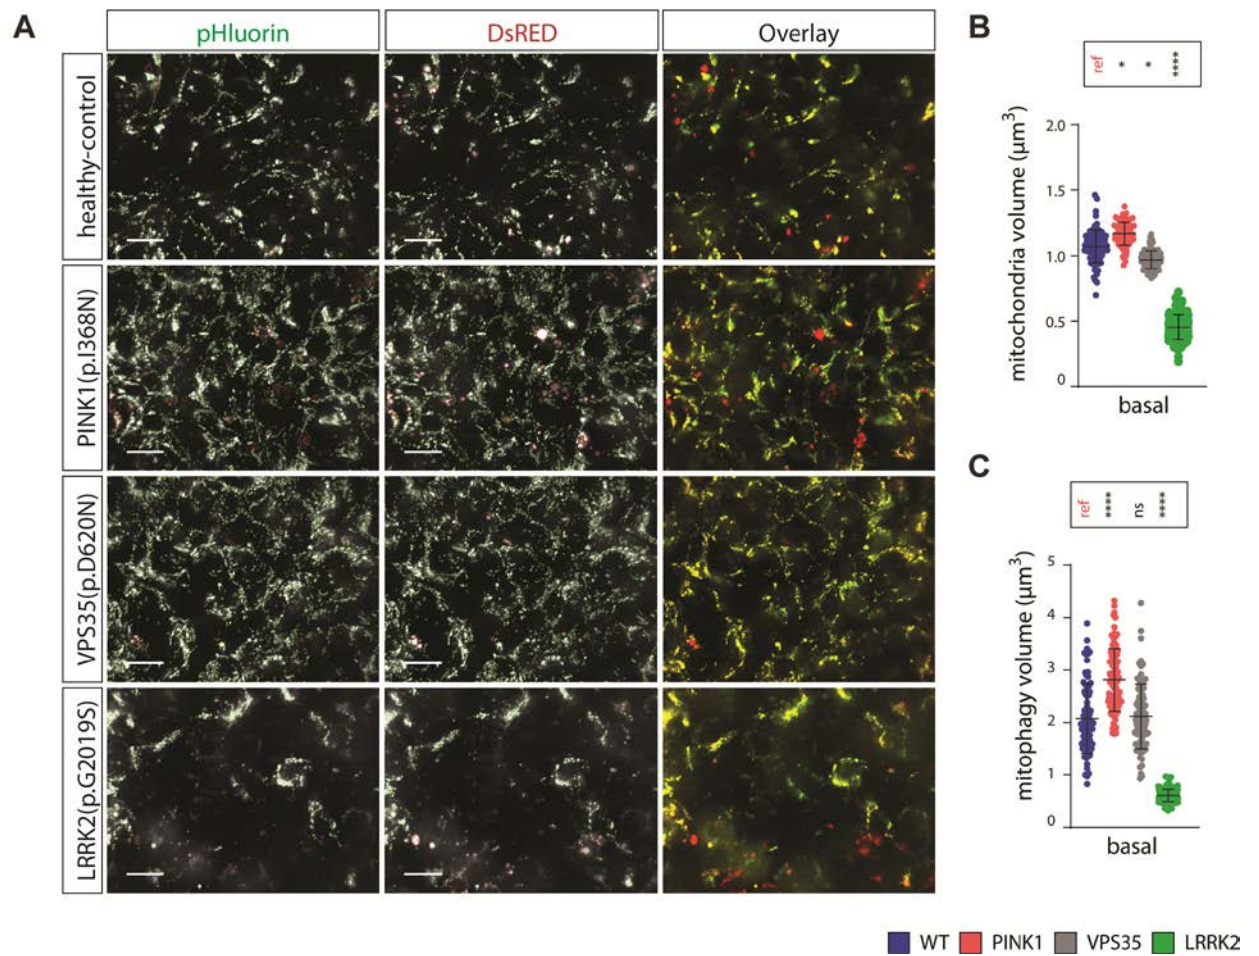 A
pHluorin
DsRED
Overlay
healthy-control
PINK1(p.I368N)
VPS35(p.D620N)
LRRK2(p.G2019S)
B
ref
*
*
****
mitochondria volume (μm³)
2.0
1.5
1.0
0.5
0
basal
C
ref
****
ns
****
mitophagy volume (μm³)
5
4
3
2
1
0
basal
WT PINK1 VPS35 LRRK2